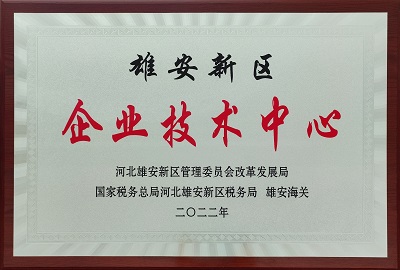 雄安新区
企业技术中心
河北雄安新区管理委员会改革发展局
国家税务总局河北雄安新区税务局 雄安海关
二〇二二年